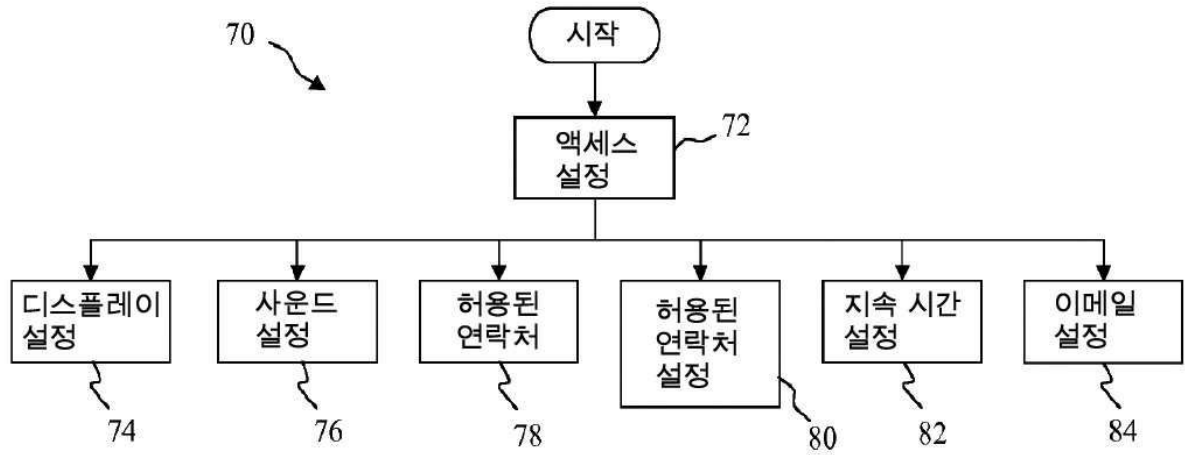 70
시작
72
액세스
설정
디스플레이
설정
사운드
설정
허용된
연락처
허용된
연락처
설정
지속 시간
설정
이메일
설정
74
76
78
80
82
84